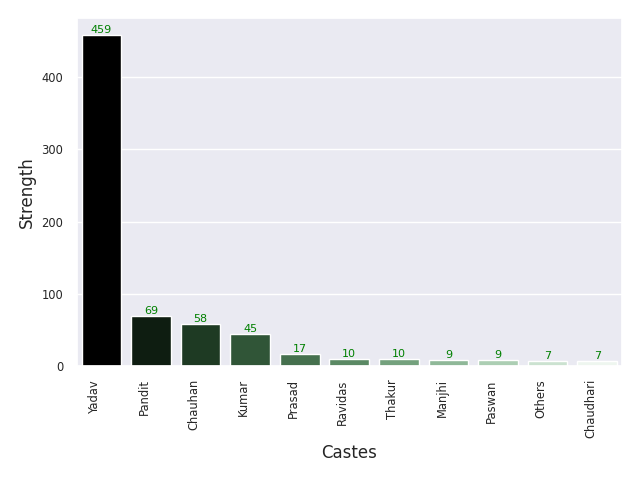 459
400
300
Strength
200
100
69
58
45
17
10
10
9
9
7
7
0
Yadav
Pandit
Chauhan
Kumar
Prasad
Ravidas
Thakur
Manjhi
Paswan
Others
Chaudhari
Castes